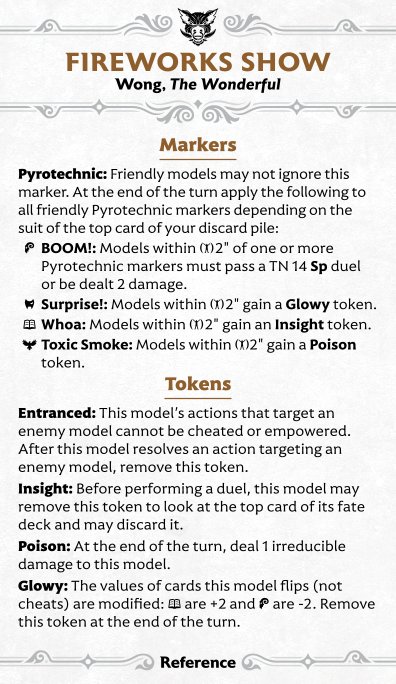 FIREWORKS SHOW
Wong, The Wonderful
Markers
Pyrotechnic: Friendly models may not ignore this
marker. At the end of the turn apply the following to
all friendly Pyrotechnic markers depending on the
suit of the top card of your discard pile:
BOOM!: Models within 2" of one or more
Pyrotechnic markers must pass a TN 14 Sp duel
or be dealt 2 damage.
Surprise!: Models within 2" gain a Glowy token.
Whoa: Models within 2" gain an Insight token.
Toxic Smoke: Models within 2" gain a Poison
token.
Tokens
Entranced: This model's actions that target an
enemy model cannot be cheated or empowered.
After this model resolves an action targeting an
enemy model, remove this token.
Insight: Before performing a duel, this model may
remove this token to look at the top card of its fate
deck and may discard it.
Poison: At the end of the turn, deal 1 irreducible
damage to this model.
Glowy: The values of cards this model flips (not
cheats) are modified: are +2 and are -2. Remove
this token at the end of the turn.
Reference